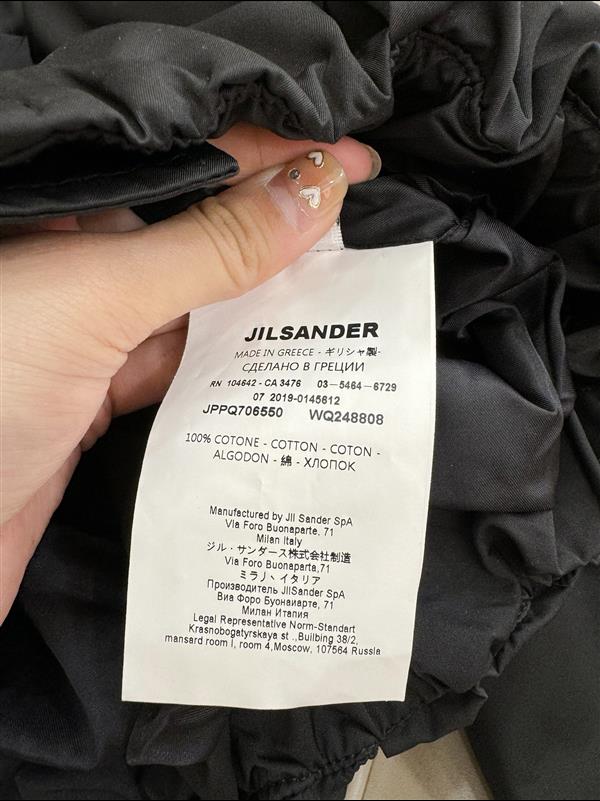 JILSANDER
MADE IN GREECE - ギリシャ製-
СДЕЛАНО В ГРЕЦИИ
RN 104642 - CA 3476 03-5464-6729
07 2019-0145612
JPPQ706550 WQ248808
100% COTONE - COTTON - COTON -
ALGODON - 綿 - ХЛОПОК
Manufactured by Jil Sander SpA
Via Foro Buonaparte, 71
Milan Italy
ジル・サンダース株式会社制造
Via Foro Buonaparta,71
ミラノ、イタリア
Производитель JilSander SpA
Виа Форо Буонаиарте, 71
Милан Итапия
Legal Representative Norm-Standart
Krasnobogatyrskaya st .,Builbing 38/2,
mansard room I, room 4,Moscow, 107564 Russia